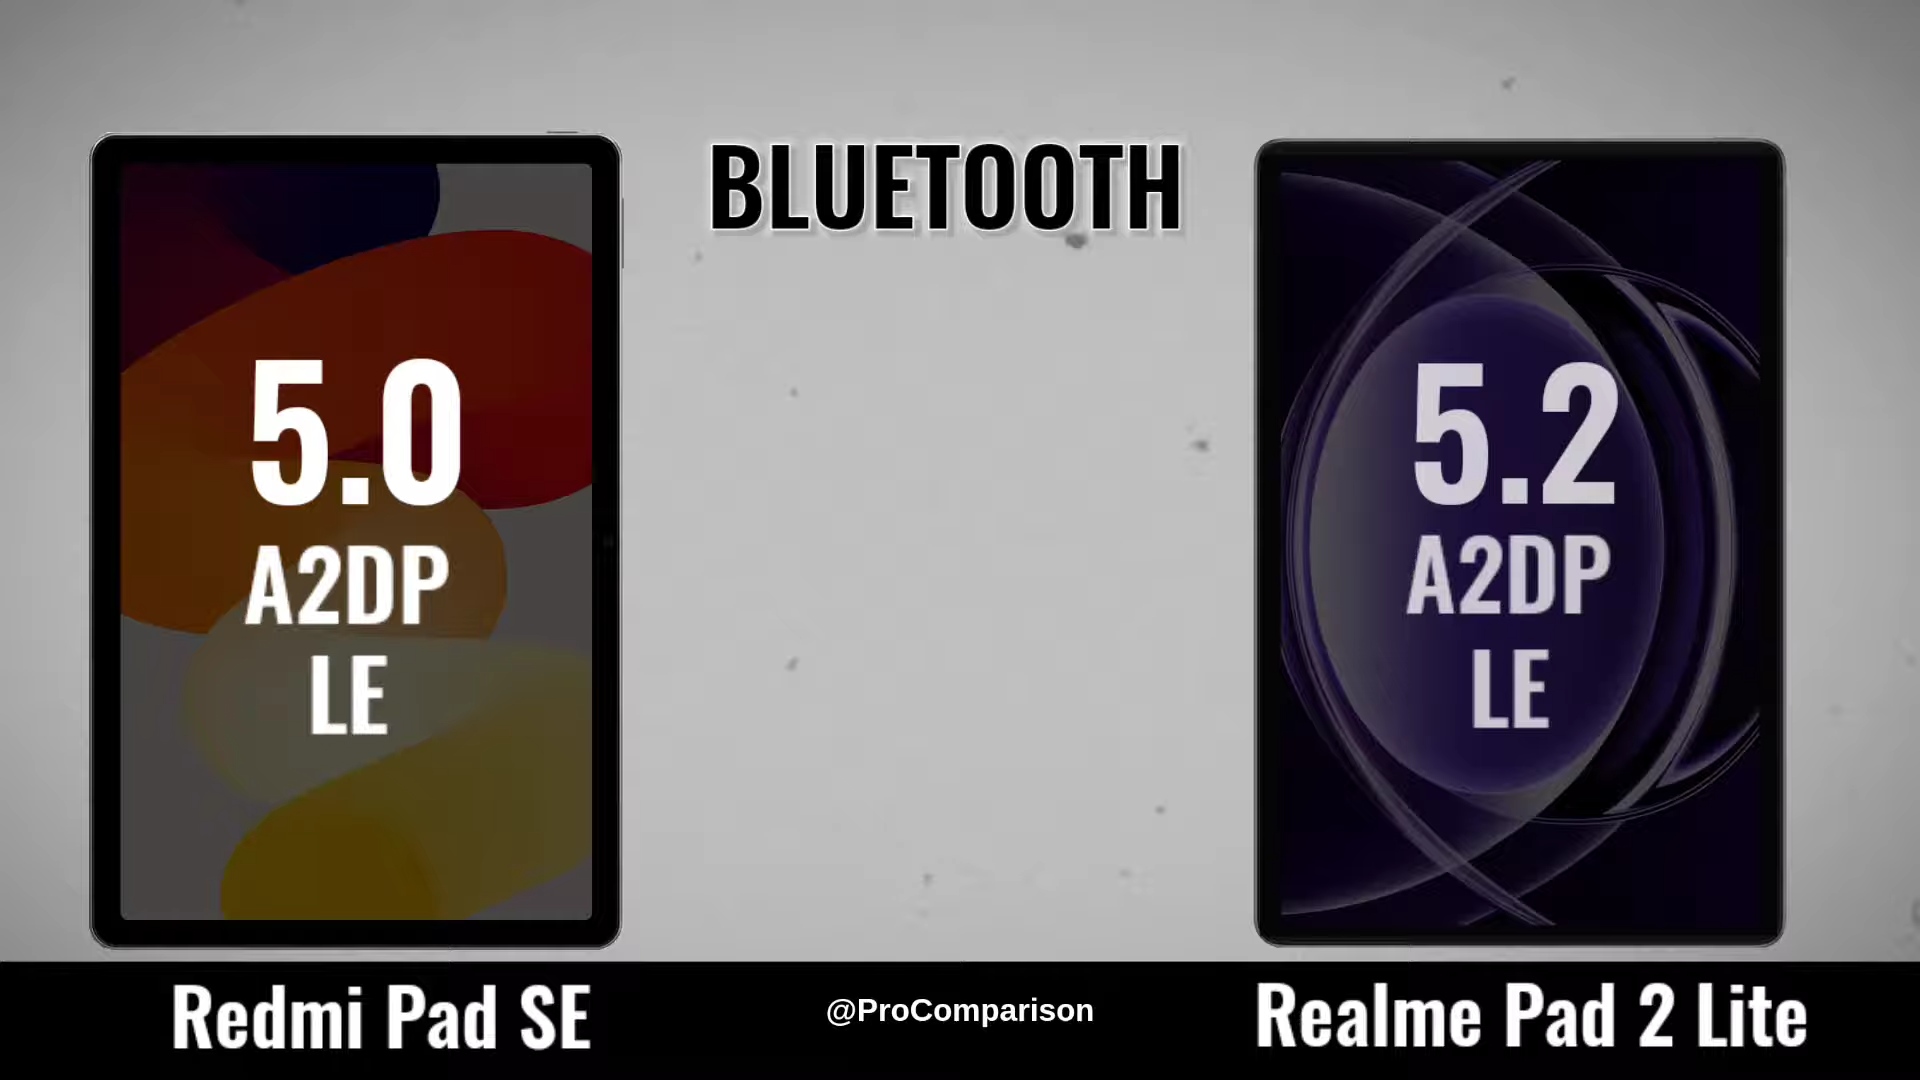 BLUETOOTH
5.0
A2DP
LE
5.2
A2DP
LE
Redmi Pad SE
@ProComparison
Realme Pad 2 Lite